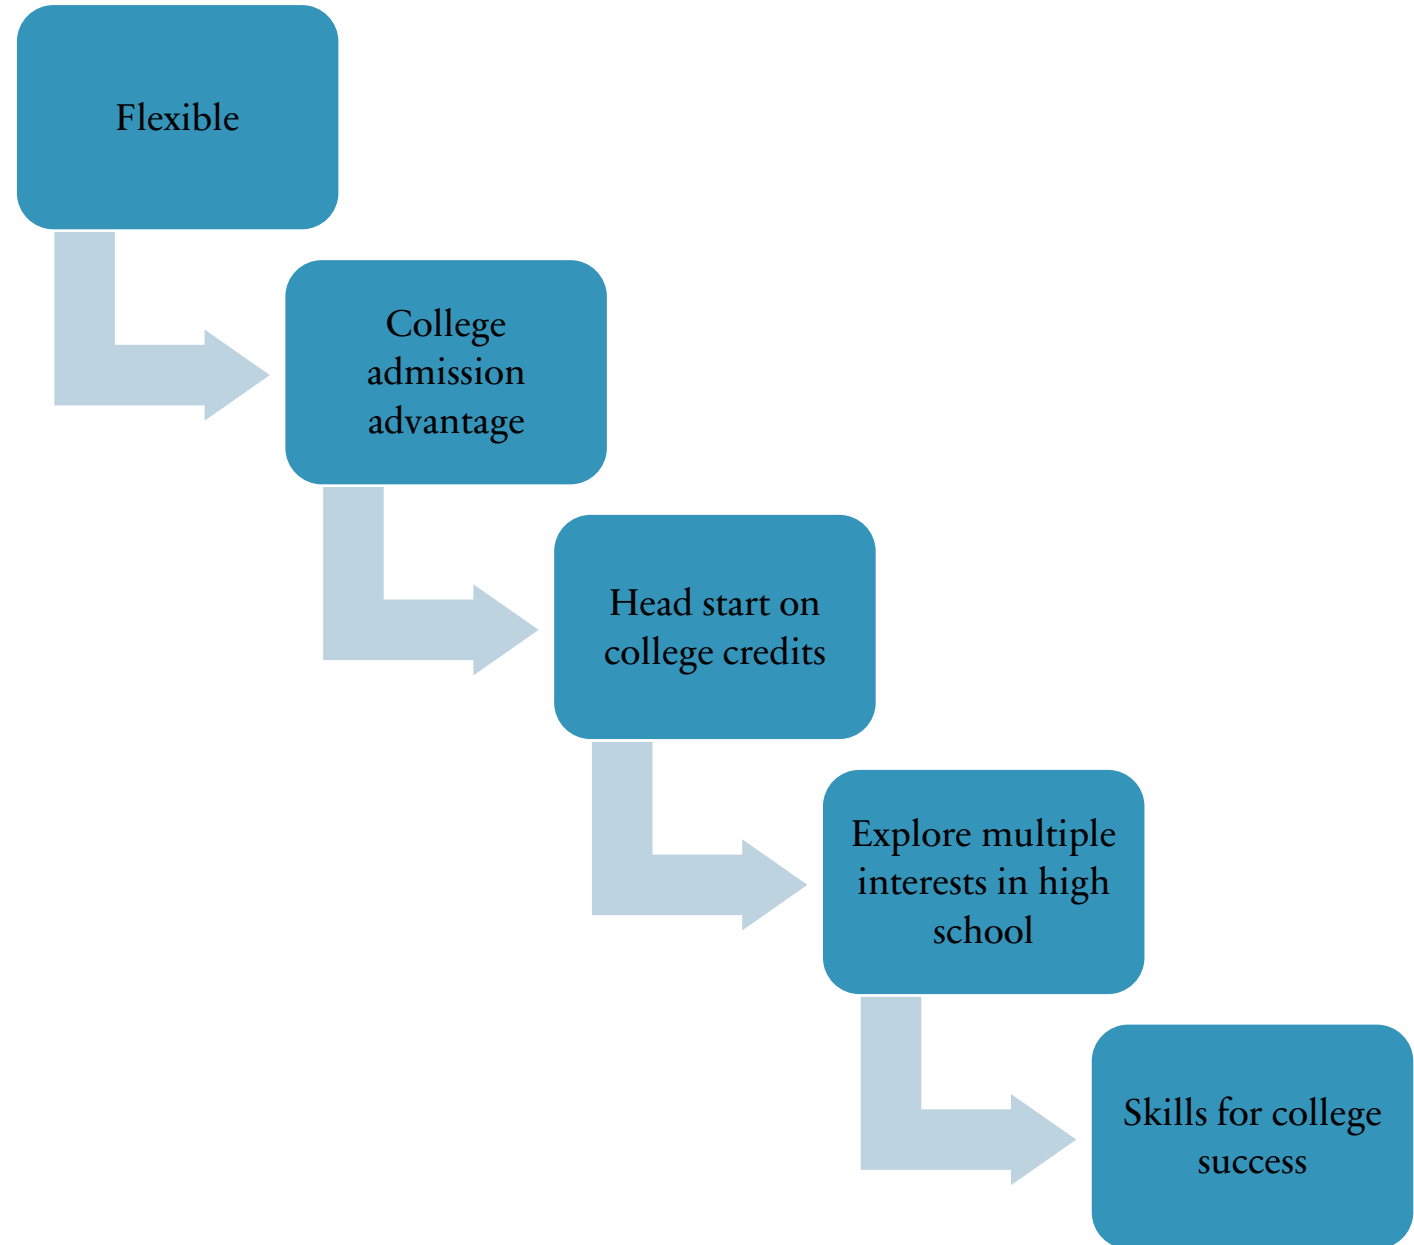 Flexible
College
admission
advantage
Head start on
college credits
Explore multiple
interests in high
school
Skills for college
success